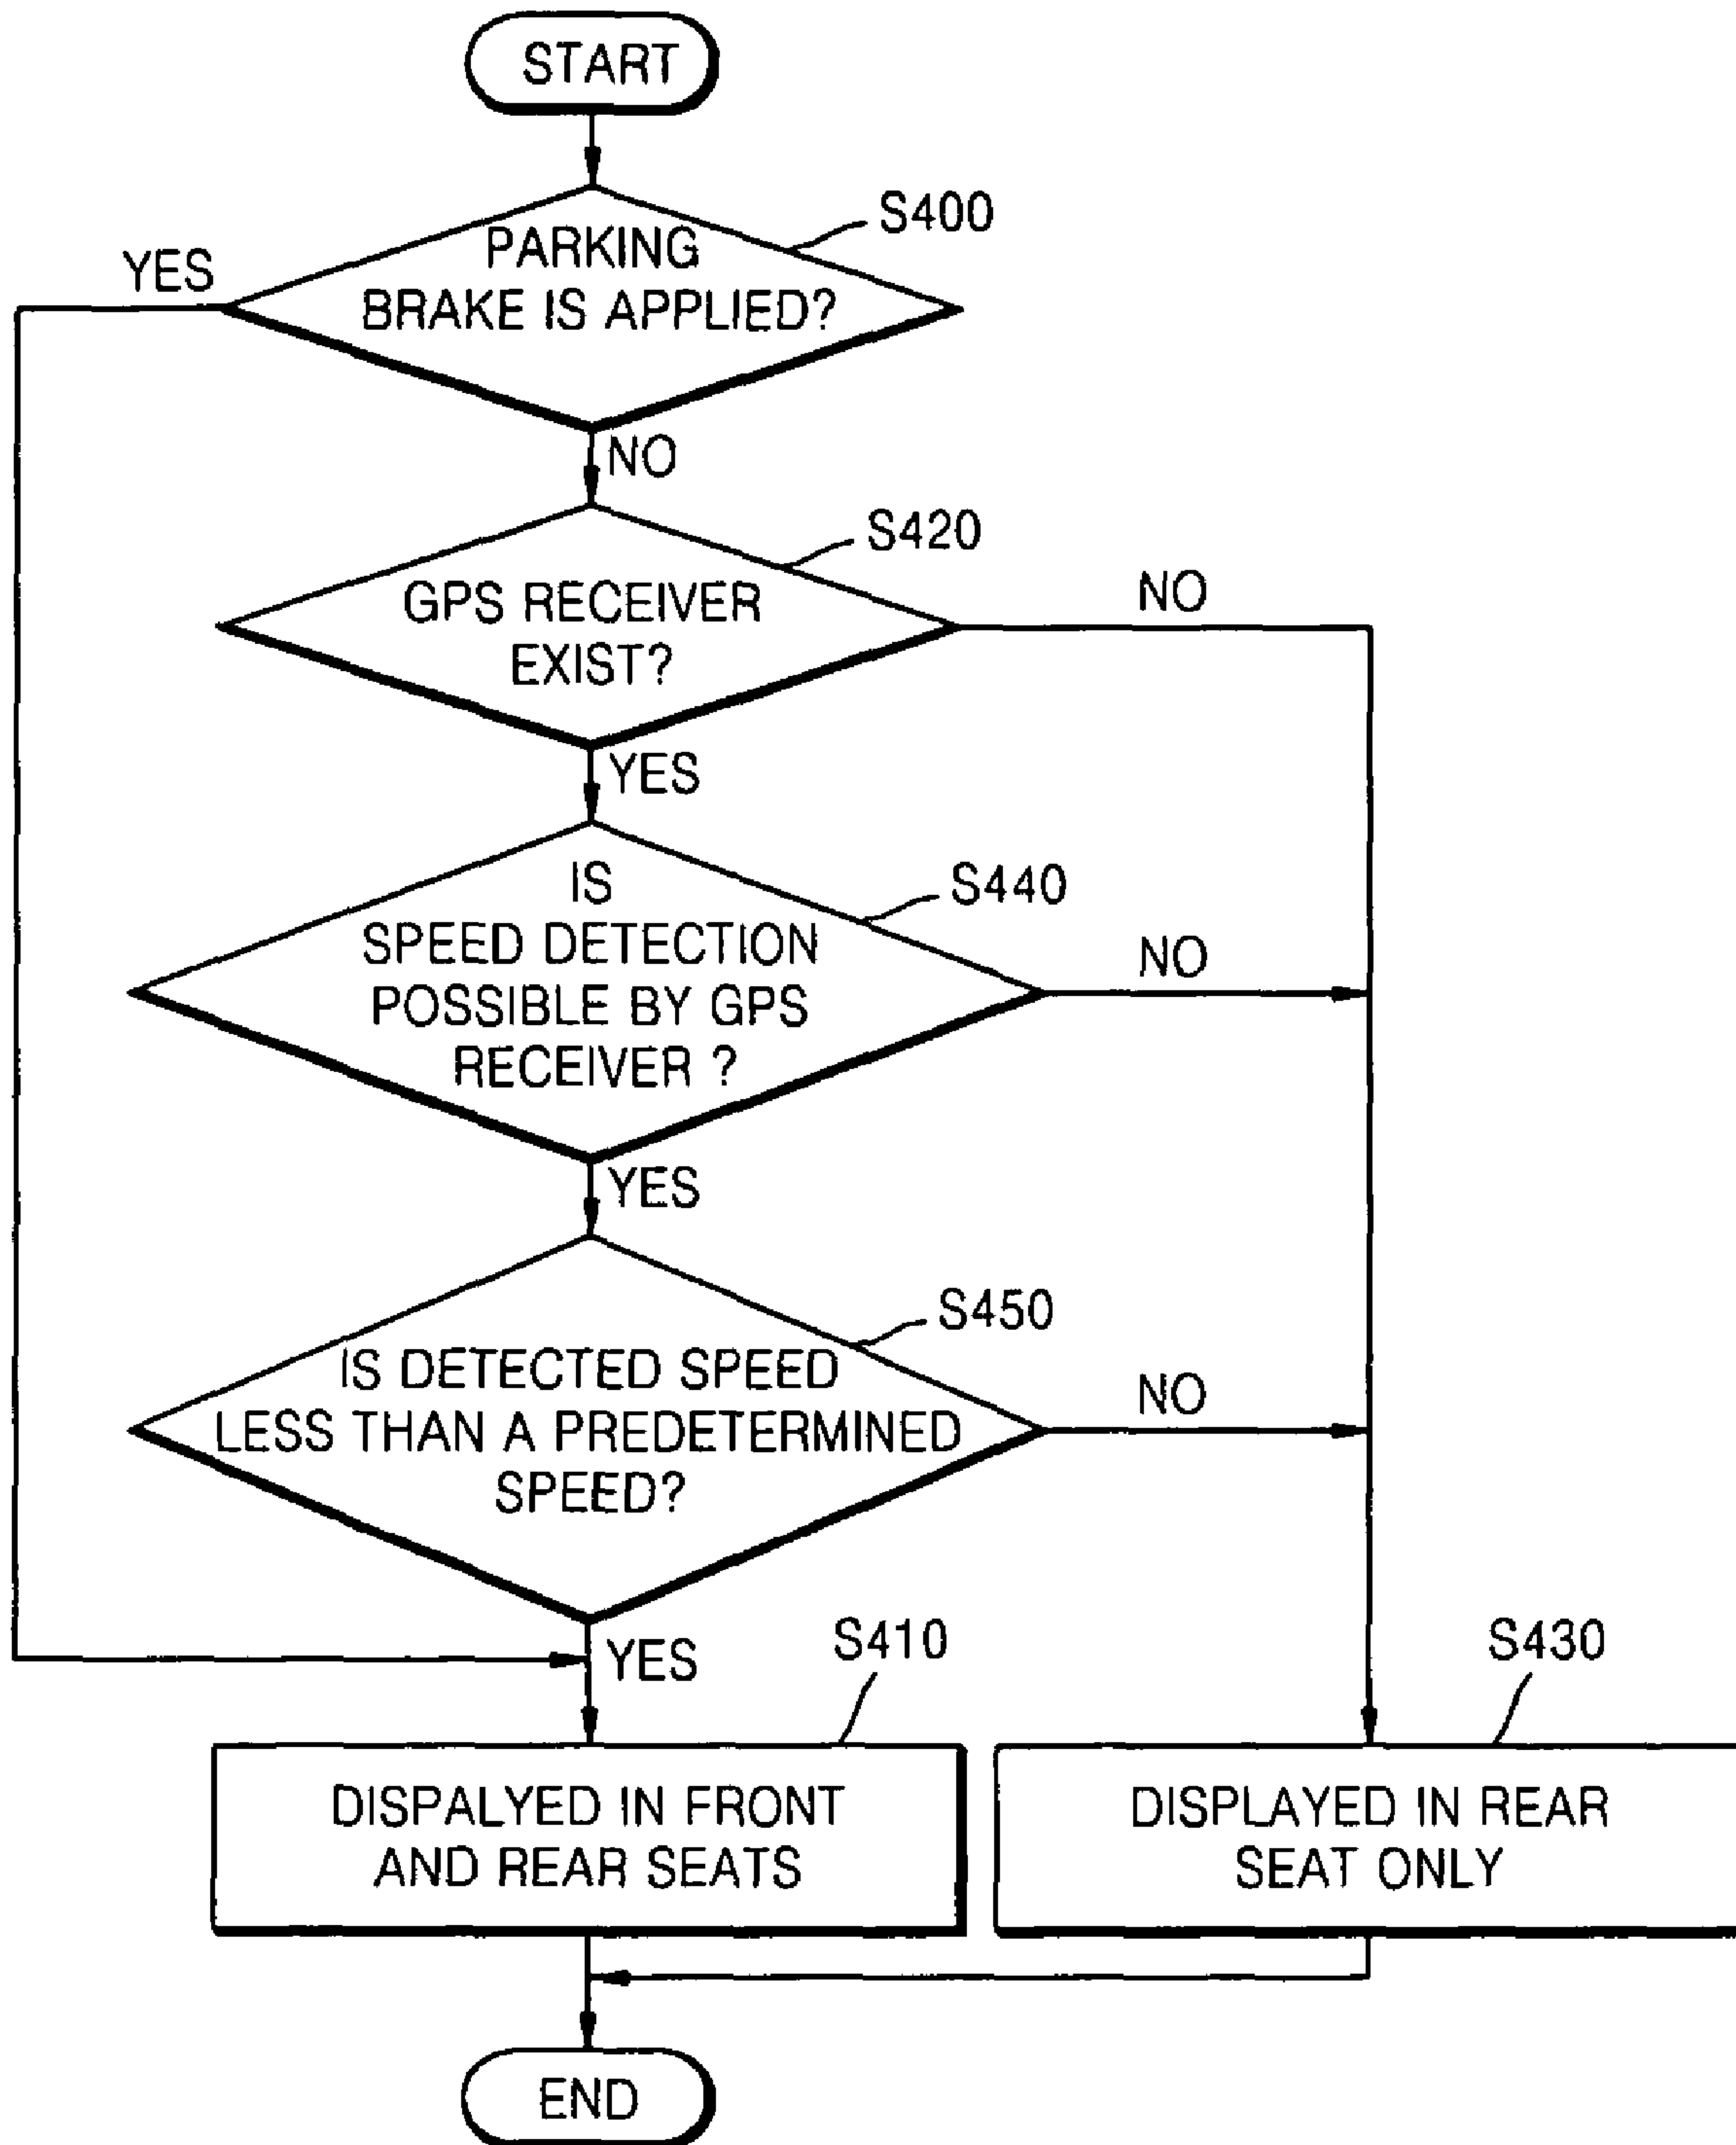 START
S400
YES
PARKING
BRAKE IS APPLIED?
NO
S420
GPS RECEIVER
EXIST?
NO
YES
S440
IS
SPEED DETECTION
POSSIBLE BY GPS
RECEIVER ?
NO
YES
S450
IS DETECTED SPEED
LESS THAN A PREDETERMINED
SPEED?
NO
YES
S410
S430
DISPALYED IN FRONT
AND REAR SEATS
DISPLAYED IN REAR
SEAT ONLY
END